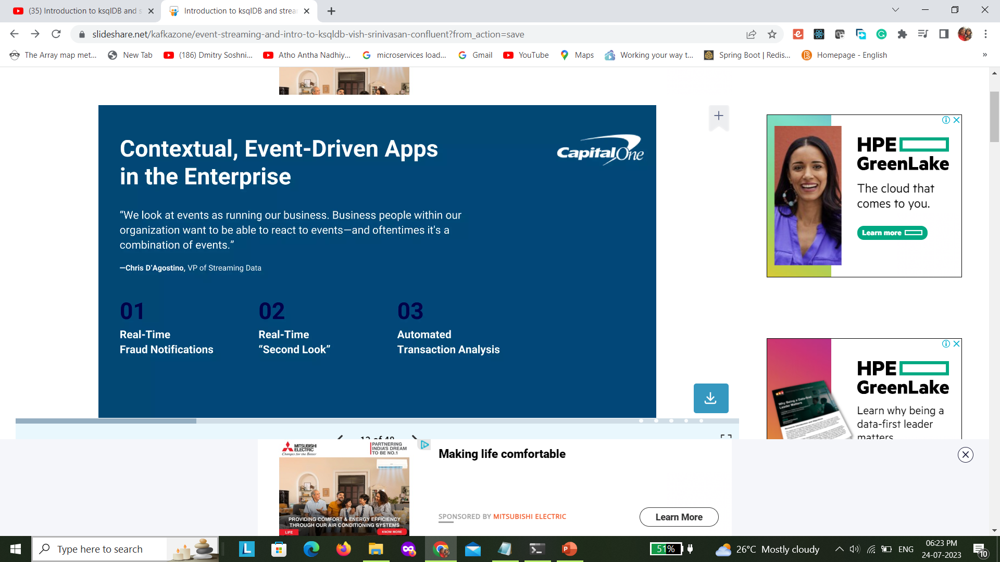 (35) Introduction to ksqlDB and s
Introduction to ksqlDB and strea
slideshare.net/kafkazone/event-streaming-and-intro-to-ksqldb-vish-srinivasan-confluent?from_action=save
The Array map met...
New Tab
(186) Dmitry Soshni...
Atho Antha Nadhiy...
microservices load...
Gmail
YouTube
Maps
Working your way t...
Spring Boot | Redis...
Homepage - English
»
Contextual, Event-Driven Apps
in the Enterprise
CapitalOne
“We look at events as running our business. Business people within our
organization want to be able to react to events—and oftentimes it's a
combination of events.”
—Chris D’Agostino, VP of Streaming Data
01
Real-Time
Fraud Notifications
02
Real-Time
“Second Look”
03
Automated
Transaction Analysis
HPE
GreenLake
The cloud that
comes to you.
Learn more
HPE
GreenLake
Learn why being a
data-first leader
matters
Why Being a Data-first
Leader Matters
of 48
MITSUBISHI
ELECTRIC
Changes for the Better
PARTNERING
INDIA'S DREAM
TO BE NO.1
PROVIDING COMFORT & ENERGY EFFICIENCY
THROUGH OUR AIR CONDITIONING SYSTEMS
LIFE
KNOW MORE
Making life comfortable
SPONSORED BY MITSUBISHI ELECTRIC
Learn More
Type here to search
L
51%
26°C Mostly cloudy
ENG
06:23 PM
24-07-2023
10